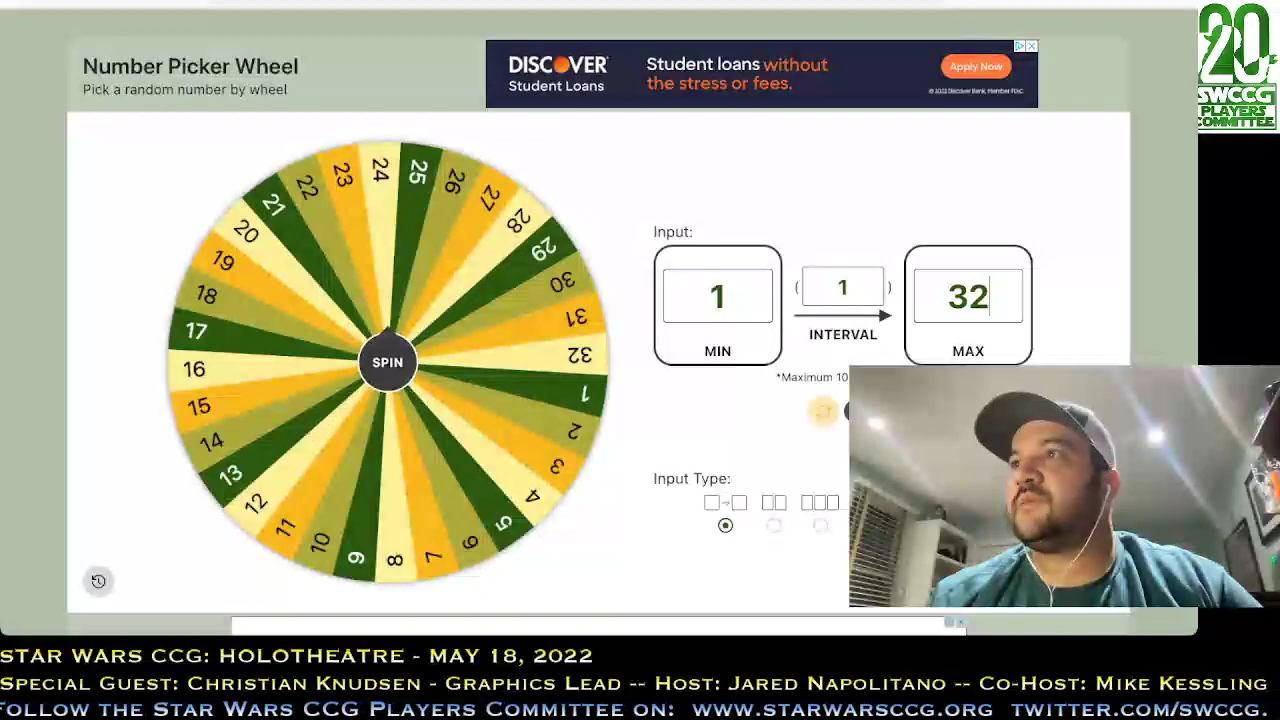 Number Picker Wheel
Pick a random number by wheel
DISCOVER
Student Loans
Student loans without
the stress or fees.
Apply Now
© 2022 Discover Bank, Member FDIC
20
SWCCG
PLAYERS
COMMITTEE
24
25
26
27
28
29
30
31
32
1
2
3
4
5
6
7
8
9
10
11
12
13
14
15
16
17
18
19
20
21
22
23
SPIN
Input:
1
MIN
( 1 )
INTERVAL
32
MAX
*Maximum 10
Input Type:
STAR WARS CCG: HOLOTHEATRE - MAY 18, 2022
SPECIAL GUEST: CHRISTIAN KNUDSEN - GRAPHICS LEAD -- HOST: JARED NAPOLITANO -- CO-HOST: MIKE KESSLING
FOLLOW THE STAR WARS CCG PLAYERS COMMITTEE ON: WWW.STARWARSCCG.ORG TWITTER.COM/SWCCG.